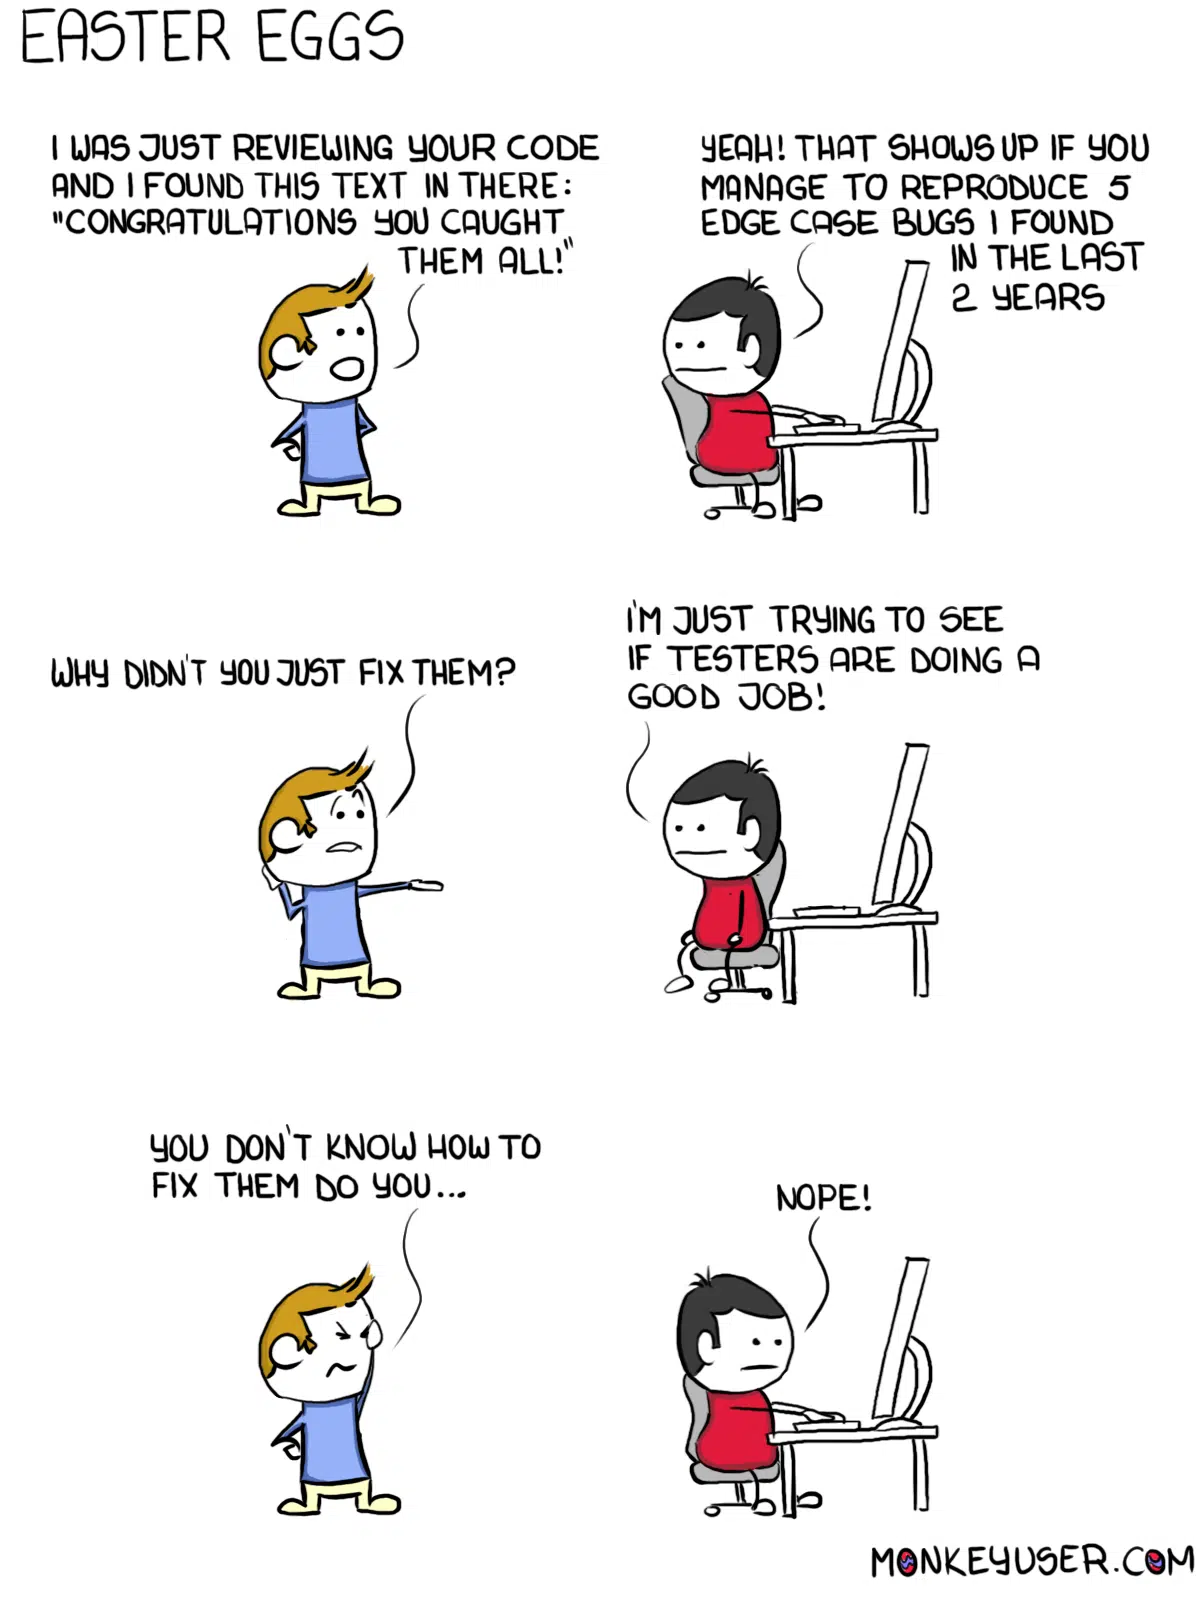 EASTER EGGS
I WAS JUST REVIEWING YOUR CODE
AND I FOUND THIS TEXT IN THERE:
"CONGRATULATIONS YOU CAUGHT
THEM ALL!"
YEAH! THAT SHOWS UP IF YOU
MANAGE TO REPRODUCE 5
EDGE CASE BUGS I FOUND
IN THE LAST
2 YEARS
WHY DIDN'T YOU JUST FIX THEM?
I'M JUST TRYING TO SEE
IF TESTERS ARE DOING A
GOOD JOB!
YOU DON'T KNOW HOW TO
FIX THEM DO YOU...
NOPE!
MONKEYUSER.COM